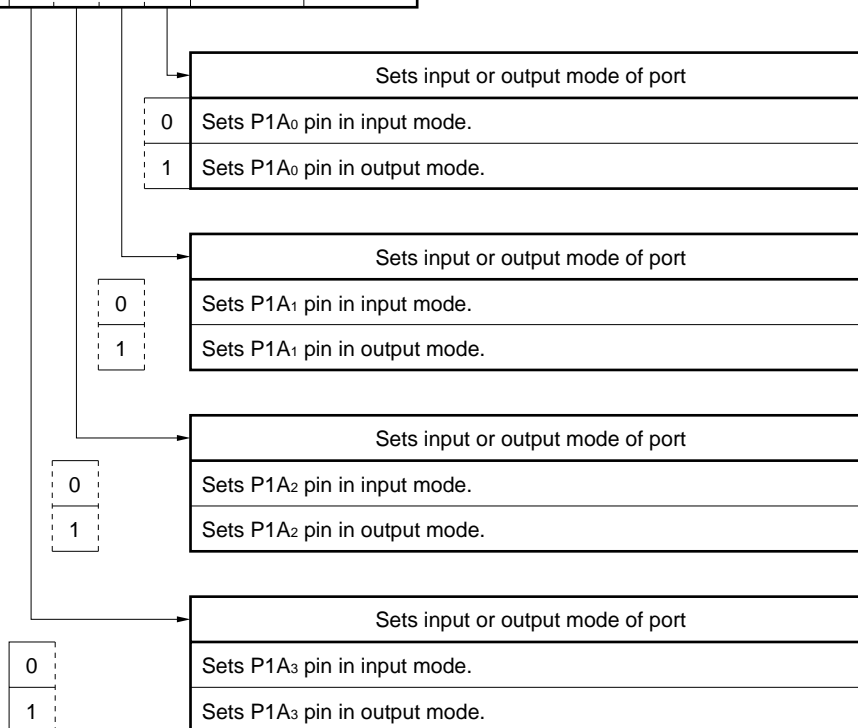 Sets input or output mode of port
0 Sets P1A0 pin in input mode.
1 Sets P1A0 pin in output mode.
Sets input or output mode of port
0 Sets P1A1 pin in input mode.
1 Sets P1A1 pin in output mode.
Sets input or output mode of port
0 Sets P1A2 pin in input mode.
1 Sets P1A2 pin in output mode.
Sets input or output mode of port
0 Sets P1A3 pin in input mode.
1 Sets P1A3 pin in output mode.